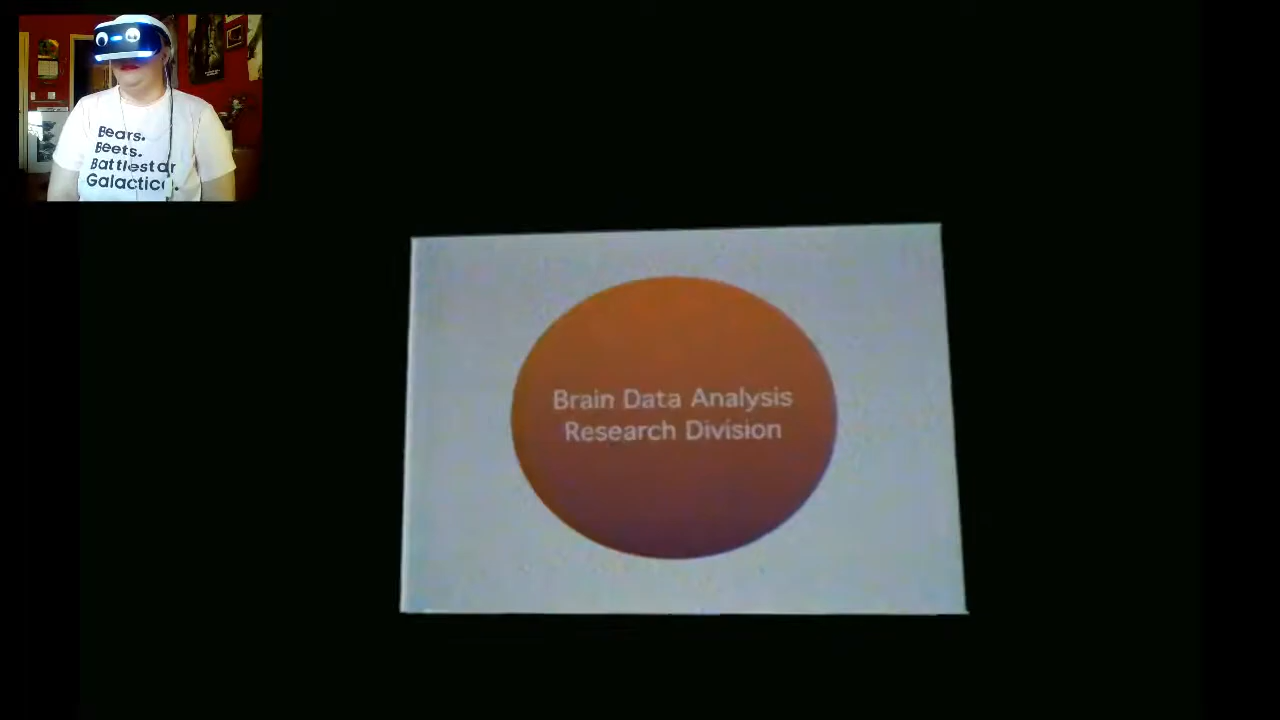 Bears.
Beets.
Battlestar
Galactica.
Brain Data Analysis
Research Division